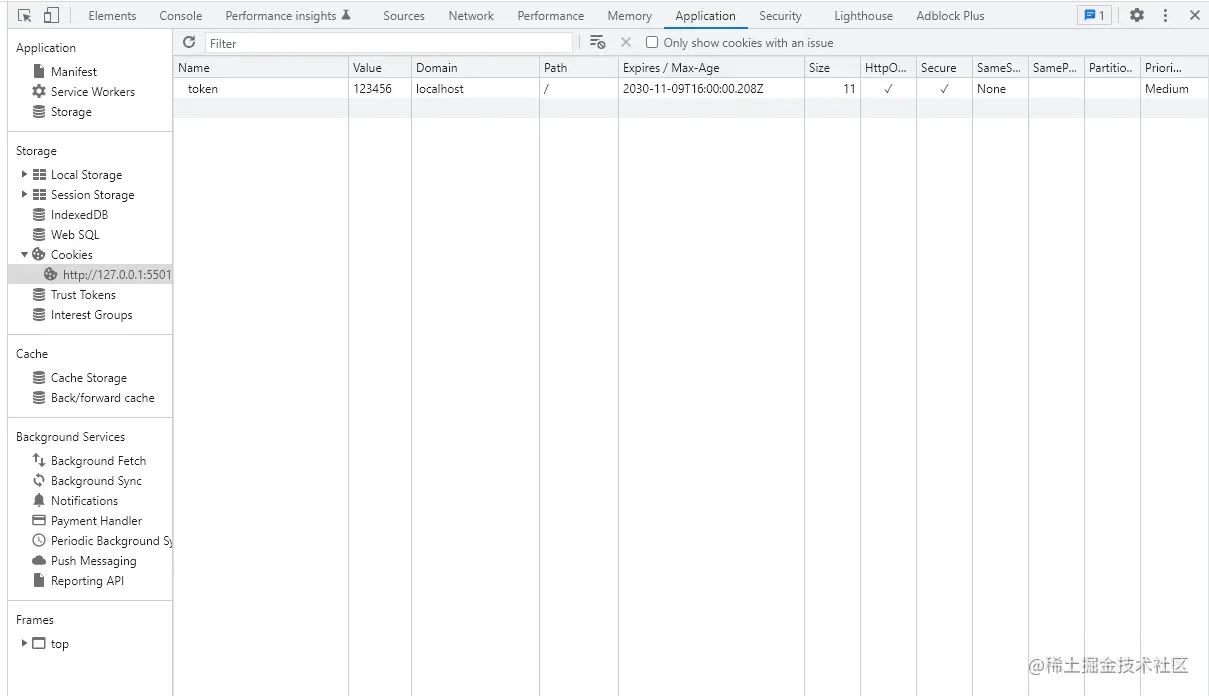 Elements Console Performance insights Sources Network Performance Memory Application Security Lighthouse Adblock Plus 1
Application
Manifest
Service Workers
Storage
Storage
Local Storage
Session Storage
IndexedDB
Web SQL
Cookies
http://127.0.0.1:5501
Trust Tokens
Interest Groups
Cache
Cache Storage
Back/forward cache
Background Services
Background Fetch
Background Sync
Notifications
Payment Handler
Periodic Background Sy
Push Messaging
Reporting API
Frames
top
Filter Only show cookies with an issue
Name Value Domain Path Expires / Max-Age Size HttpO... Secure SameS... SameP... Partitio.. Priori...
token 123456 localhost / 2030-11-09T16:00:00.208Z 11 ✓ ✓ None Medium
@稀土掘金技术社区